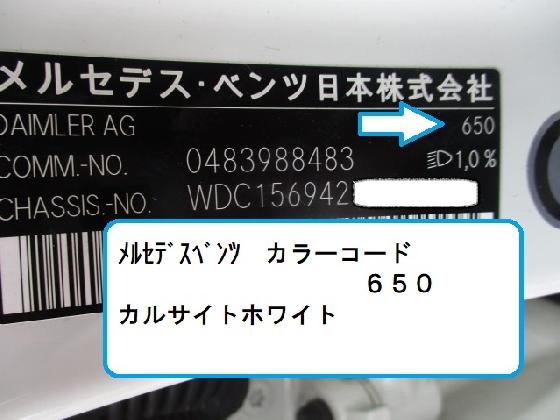 メルセデス・ベンツ日本株式会社
DAIMLER AG 650
COMM.-NO. 0483988483 1,0%
CHASSIS.-NO. WDC156942
ﾒﾙｾﾃﾞｽﾍﾞﾝﾂ カラーコード
６５０
カルサイトホワイト